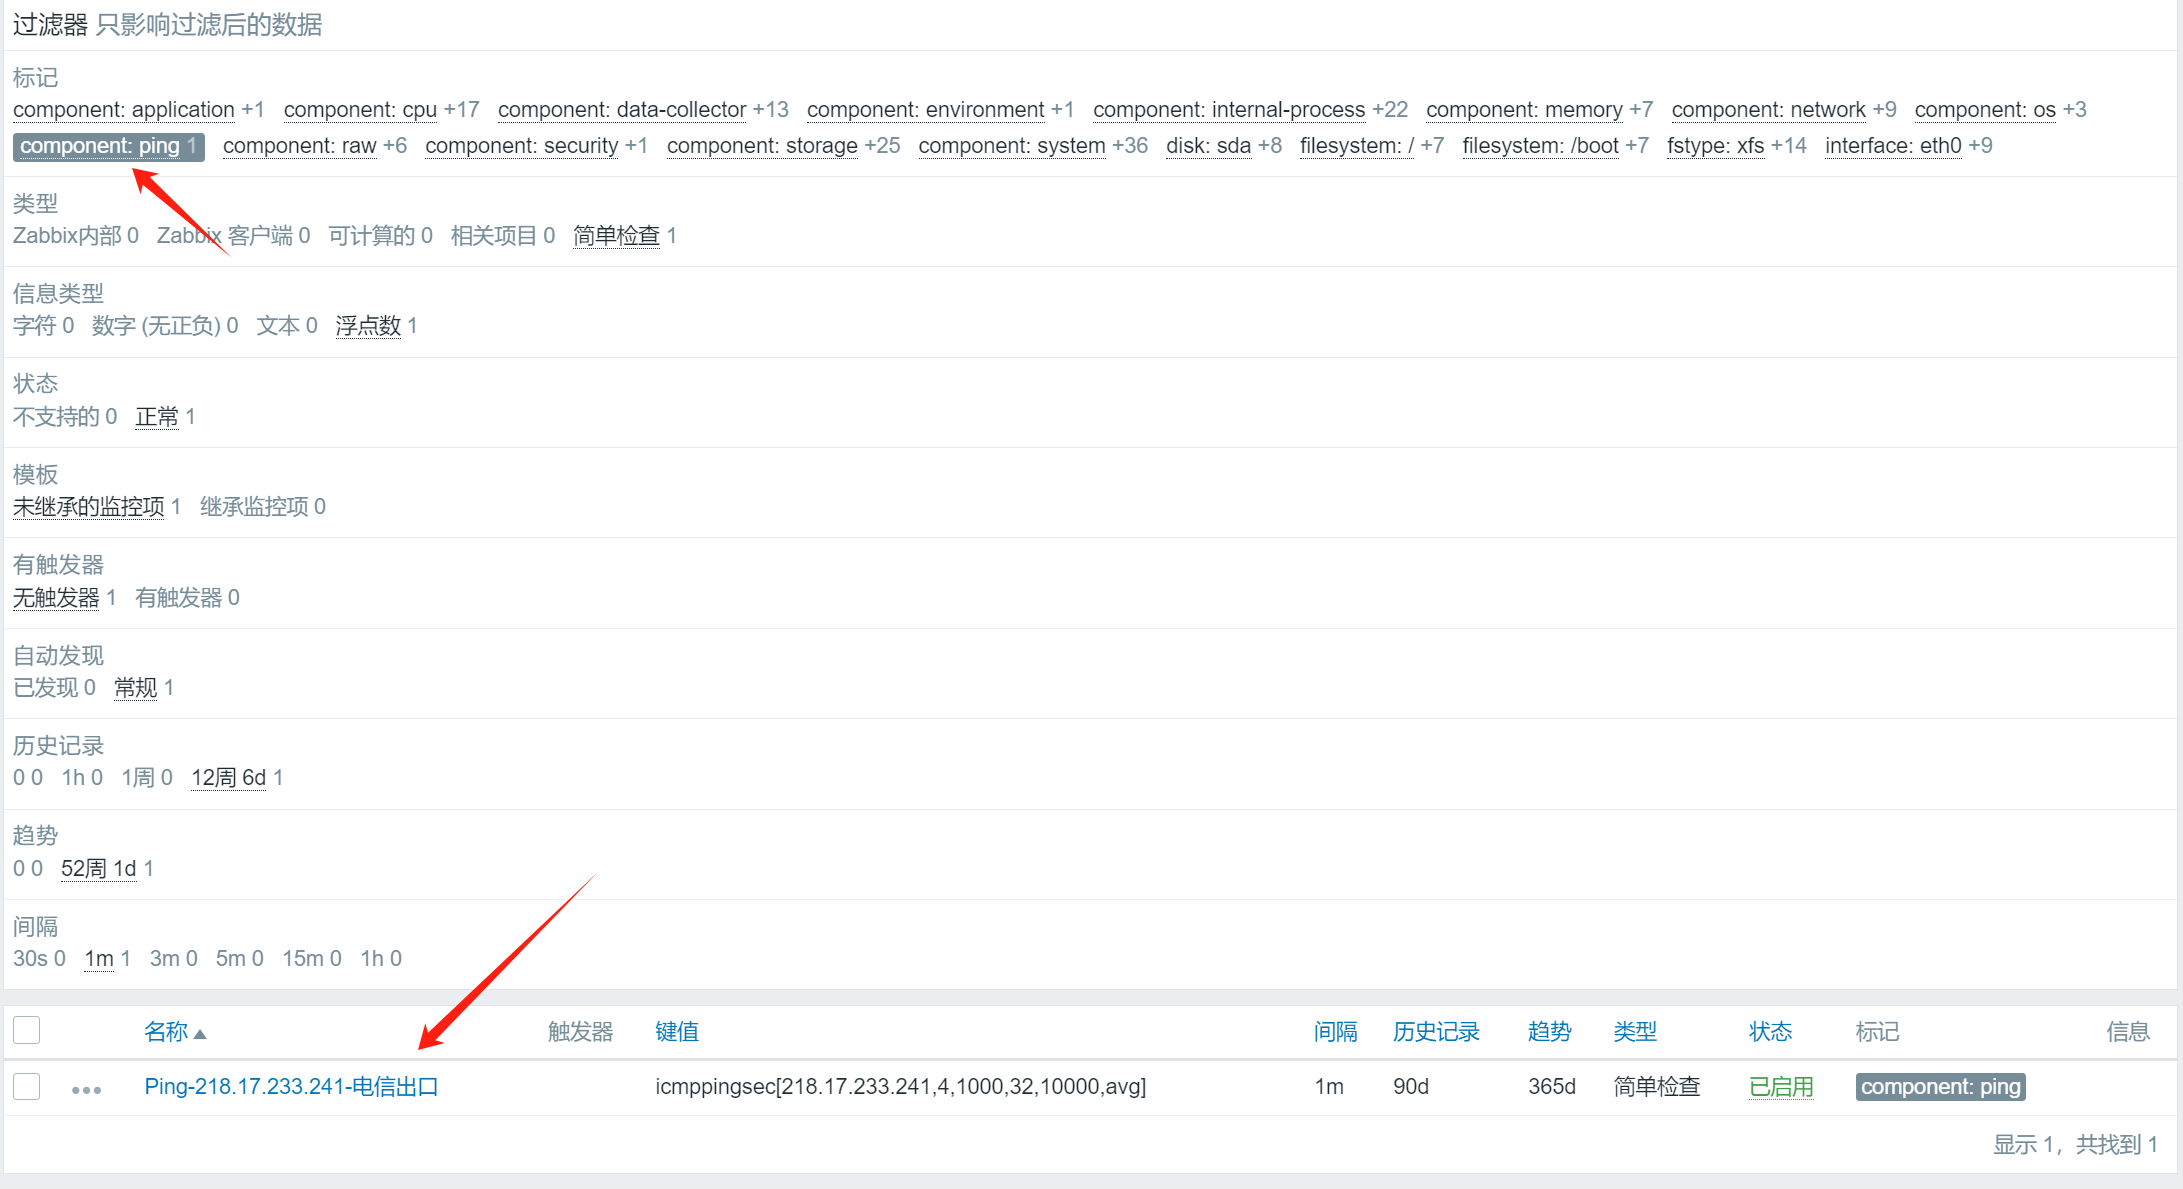 过滤器 只影响过滤后的数据
标记
component: application +1 component: cpu +17 component: data-collector +13 component: environment +1 component: internal-process +22 component: memory +7 component: network +9 component: os +3
component: ping 1 component: raw +6 component: security +1 component: storage +25 component: system +36 disk: sda +8 filesystem: / +7 filesystem: /boot +7 fstype: xfs +14 interface: eth0 +9
类型
Zabbix内部 0 Zabbix 客户端 0 可计算的 0 相关项目 0 简单检查 1
信息类型
字符 0 数字 (无正负) 0 文本 0 浮点数 1
状态
不支持的 0 正常 1
模板
未继承的监控项 1 继承监控项 0
有触发器
无触发器 1 有触发器 0
自动发现
已发现 0 常规 1
历史记录
0 0 1h 0 1周 0 12周 6d 1
趋势
0 0 52周 1d 1
间隔
30s 0 1m 1 3m 0 5m 0 15m 0 1h 0
名称 触发器 键值 间隔 历史记录 趋势 类型 状态 标记 信息
Ping-218.17.233.241-电信出口 icmppingsec[218.17.233.241,4,1000,32,10000,avg] 1m 90d 365d 简单检查 已启用 component: ping
显示 1，共找到 1